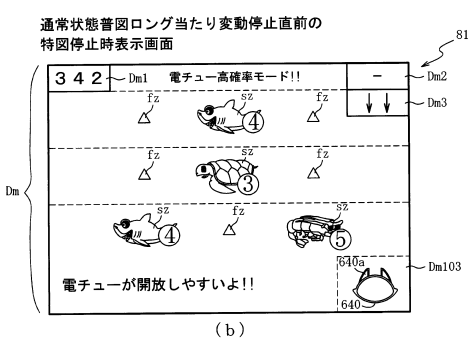 通常状態普図ロング当たり変動停止直前の
特図停止時表示画面
81
3 4 2 Dm1 電チュー高確率モード!! − Dm2
↓ ↓ Dm3
fz sz fz
④
fz sz fz
③
Dm
sz fz sz
④ ⑤
640a Dm103
電チューが開放しやすいよ!! 640
(b)